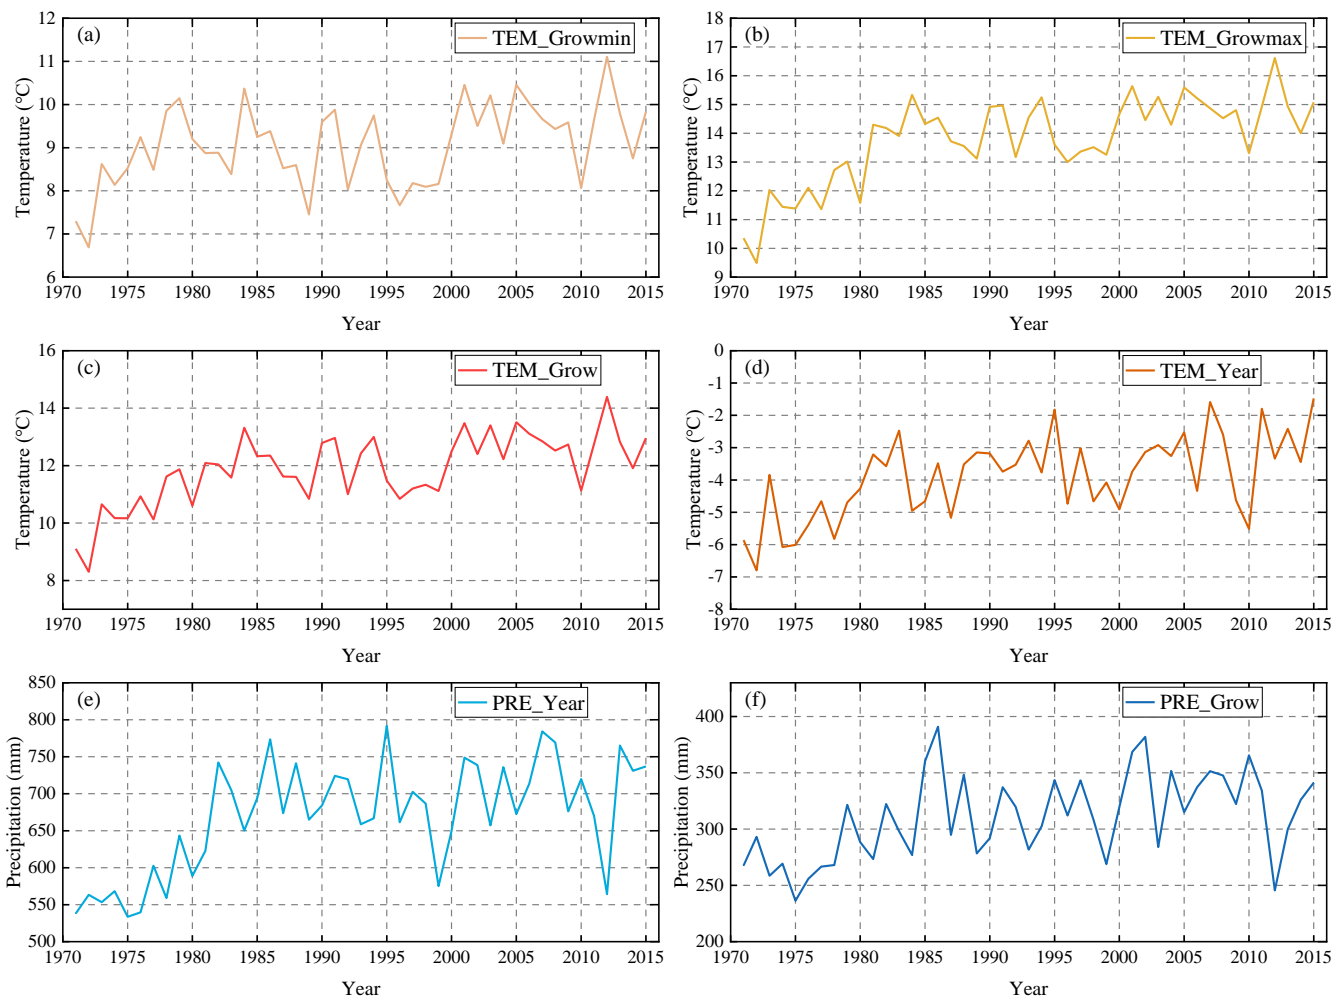 (a) TEM_Growmin
12
11
10
9
8
7
6
Temperature (°C)
1970 1975 1980 1985 1990 1995 2000 2005 2010 2015
Year
(b) TEM_Growmax
18
17
16
15
14
13
12
11
10
9
Temperature (°C)
1970 1975 1980 1985 1990 1995 2000 2005 2010 2015
Year
(c) TEM_Grow
16
14
12
10
8
Temperature (°C)
1970 1975 1980 1985 1990 1995 2000 2005 2010 2015
Year
(d) TEM_Year
0
-1
-2
-3
-4
-5
-6
-7
-8
Temperature (°C)
1970 1975 1980 1985 1990 1995 2000 2005 2010 2015
Year
(e) PRE_Year
850
800
750
700
650
600
550
500
Precipitation (mm)
1970 1975 1980 1985 1990 1995 2000 2005 2010 2015
Year
(f) PRE_Grow
400
350
300
250
200
Precipitation (mm)
1970 1975 1980 1985 1990 1995 2000 2005 2010 2015
Year